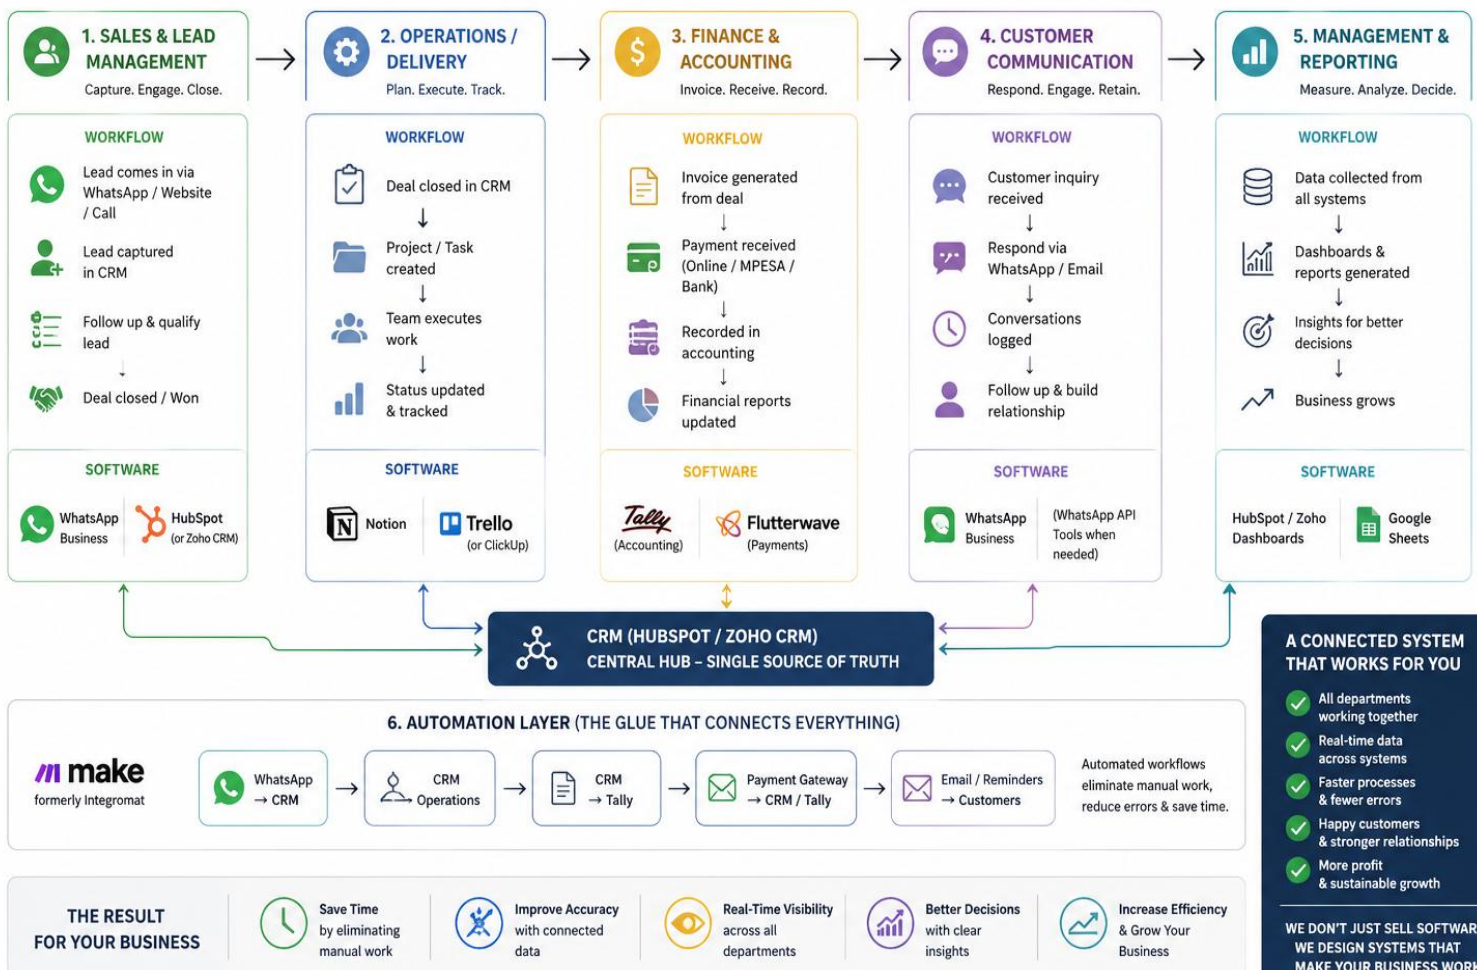 1. SALES & LEAD
MANAGEMENT
Capture. Engage. Close.
2. OPERATIONS /
DELIVERY
Plan. Execute. Track.
3. FINANCE &
ACCOUNTING
Invoice. Receive. Record.
4. CUSTOMER
COMMUNICATION
Respond. Engage. Retain.
5. MANAGEMENT &
REPORTING
Measure. Analyze. Decide.
WORKFLOW
Lead comes in via
WhatsApp / Website
/ Call
Lead captured
in CRM
Follow up & qualify
lead
Deal closed / Won
SOFTWARE
WhatsApp
Business
HubSpot
(or Zoho CRM)
WORKFLOW
Deal closed in CRM
Project / Task
created
Team executes
work
Status updated
& tracked
SOFTWARE
Notion
Trello
(or ClickUp)
WORKFLOW
Invoice generated
from deal
Payment received
(Online / MPESA /
Bank)
Recorded in
accounting
Financial reports
updated
SOFTWARE
Tally
(Accounting)
Flutterwave
(Payments)
WORKFLOW
Customer inquiry
received
Respond via
WhatsApp / Email
Conversations
logged
Follow up & build
relationship
SOFTWARE
WhatsApp
Business
(WhatsApp API
Tools when
needed)
WORKFLOW
Data collected from
all systems
Dashboards &
reports generated
Insights for better
decisions
Business grows
SOFTWARE
HubSpot / Zoho
Dashboards
Google
Sheets
CRM (HUBSPOT / ZOHO CRM)
CENTRAL HUB – SINGLE SOURCE OF TRUTH
6. AUTOMATION LAYER (THE GLUE THAT CONNECTS EVERYTHING)
make
formerly Integromat
WhatsApp
→ CRM
CRM
Operations
CRM
→ Tally
Payment Gateway
→ CRM / Tally
Email / Reminders
→ Customers
Automated workflows
eliminate manual work,
reduce errors & save time.
A CONNECTED SYSTEM
THAT WORKS FOR YOU
All departments
working together
Real-time data
across systems
Faster processes
& fewer errors
Happy customers
& stronger relationships
More profit
& sustainable growth
WE DON'T JUST SELL SOFTWAR
WE DESIGN SYSTEMS THAT
MAKE YOUR BUSINESS WORK
THE RESULT
FOR YOUR BUSINESS
Save Time
by eliminating
manual work
Improve Accuracy
with connected
data
Real-Time Visibility
across all
departments
Better Decisions
with clear
insights
Increase Efficiency
& Grow Your
Business